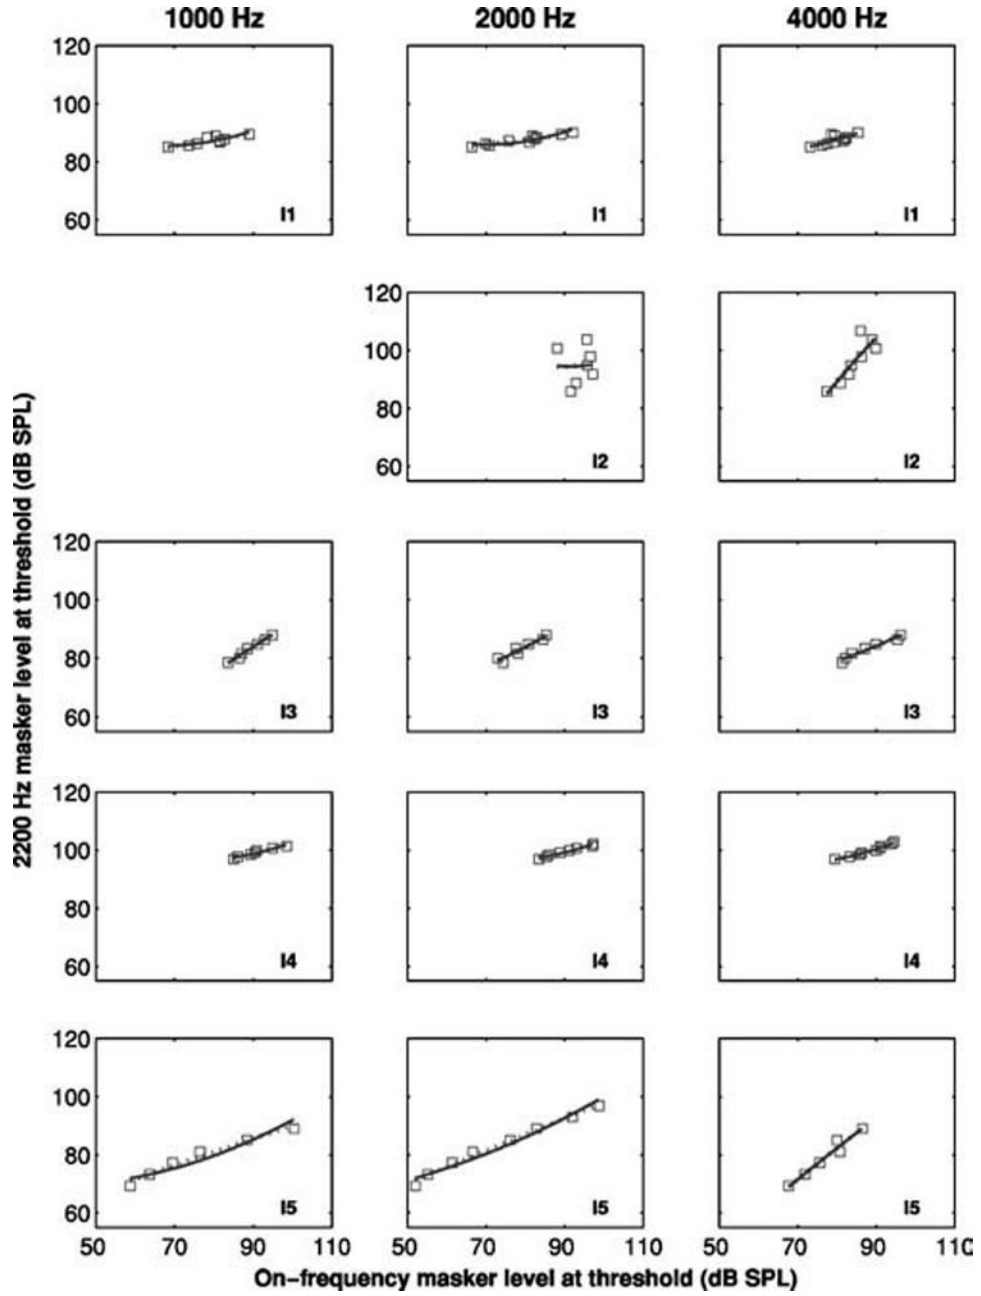 1000 Hz 2000 Hz 4000 Hz
120
100
80
60
I1 I1 I1
120
100
80
60
I2 I2
120
100
80
60
I3 I3 I3
120
100
80
60
I4 I4 I4
120
100
80
60
I5 I5 I5
50 70 90 110 50 70 90 110 50 70 90 110
2200 Hz masker level at threshold (dB SPL)
On-frequency masker level at threshold (dB SPL)